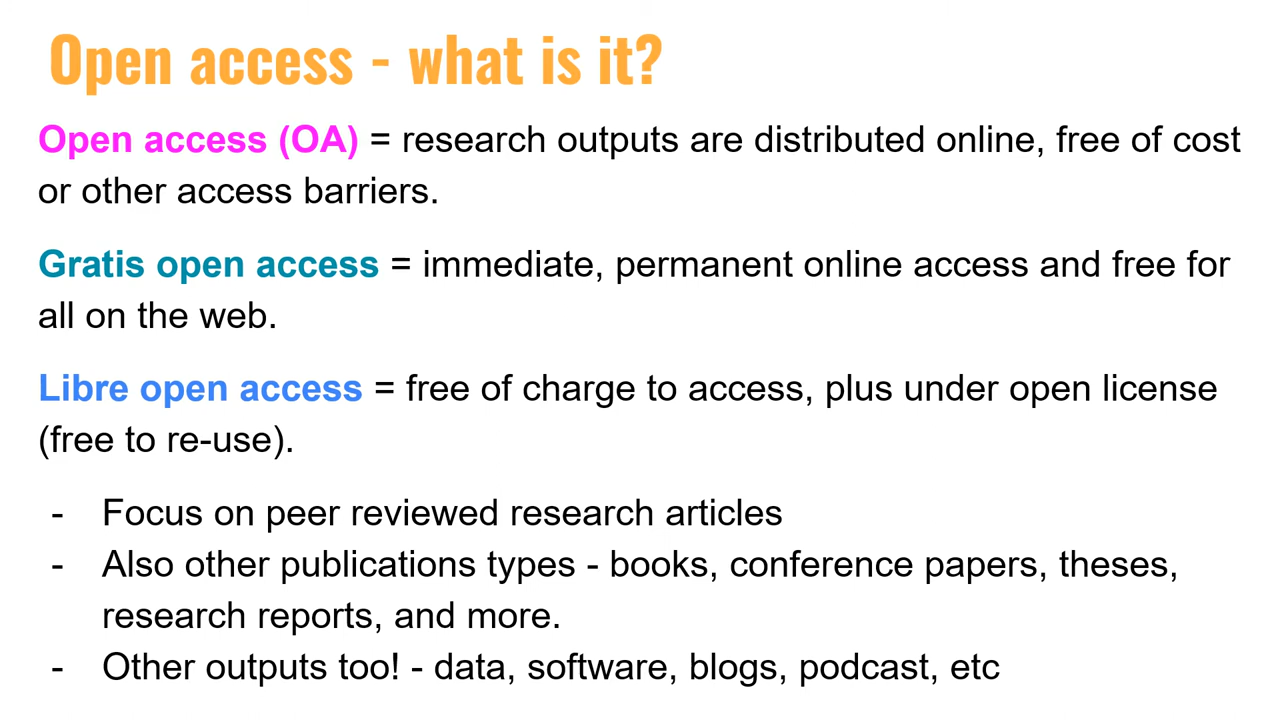 Open access - what is it?
Open access (OA) = research outputs are distributed online, free of cost
or other access barriers.
Gratis open access = immediate, permanent online access and free for
all on the web.
Libre open access = free of charge to access, plus under open license
(free to re-use).
- Focus on peer reviewed research articles
- Also other publications types - books, conference papers, theses,
research reports, and more.
- Other outputs too! - data, software, blogs, podcast, etc